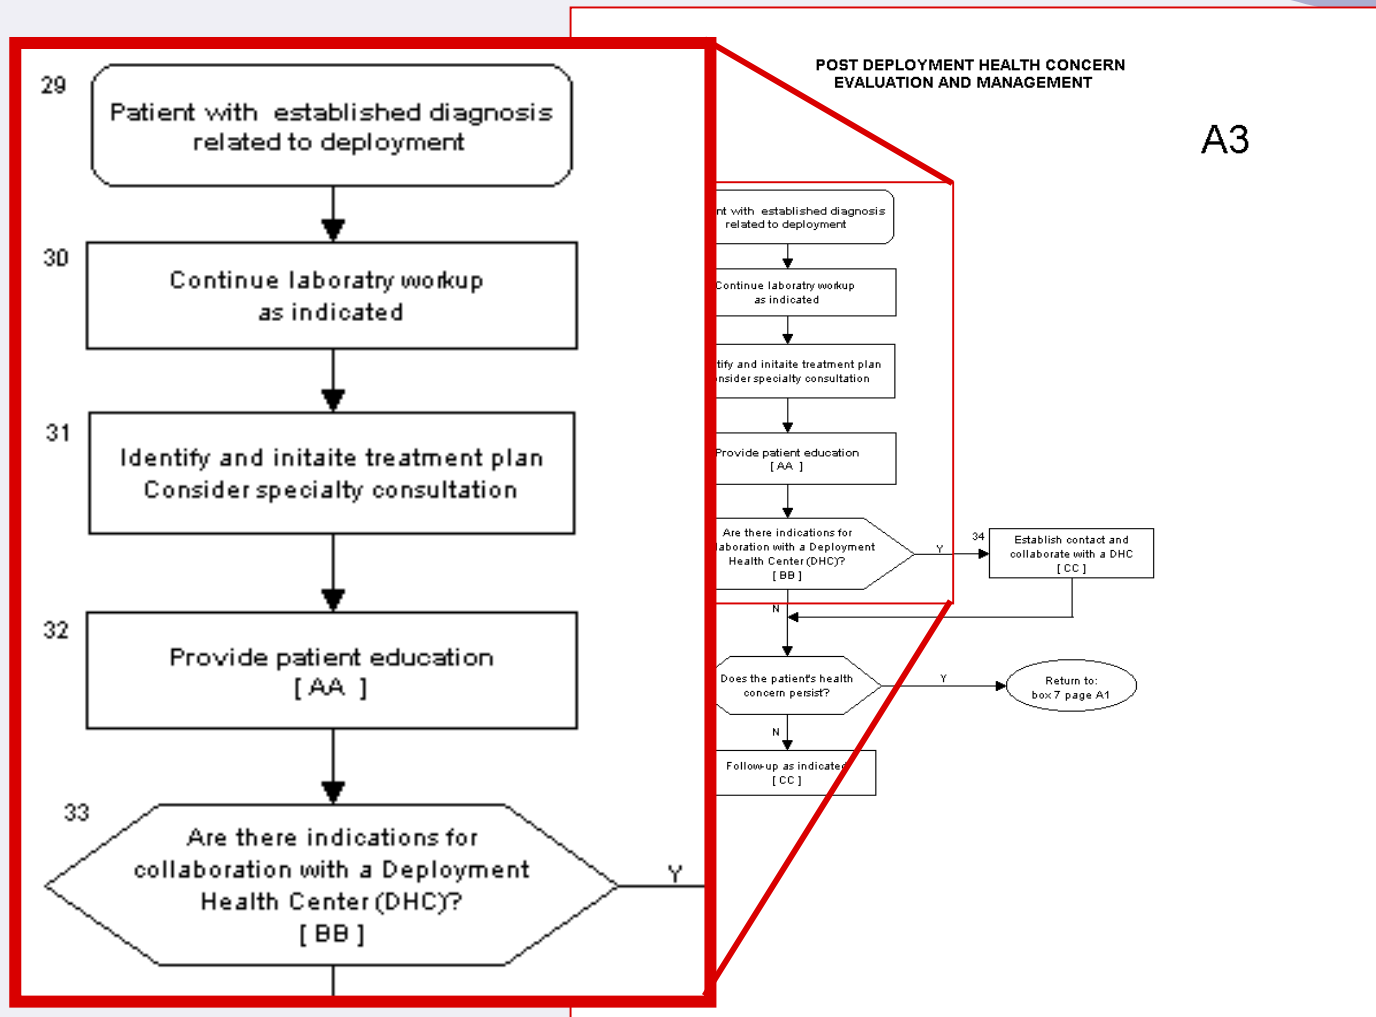 POST DEPLOYMENT HEALTH CONCERN
EVALUATION AND MANAGEMENT
A3
29
Patient with established diagnosis
related to deployment
30
Continue laboratry workup
as indicated
31
Identify and initaite treatment plan
Consider specialty consultation
32
Provide patient education
[ AA ]
33
Are there indications for
collaboration with a Deployment
Health Center (DHC)?
[ BB ]
Y
nt with established diagnosis
related to deployment
Continue laboratry workup
as indicated
tify and initaite treatment plan
nsider specialty consultation
Provide patient education
[ AA ]
Are there indications for
laboration with a Deployment
Health Center (DHC)?
[ BB ]
Y
34
Establish contact and
collaborate with a DHC
[ CC ]
N
Does the patient's health
concern persist?
Y
Return to:
box 7 page A1
N
Follow-up as indicated
[ CC ]